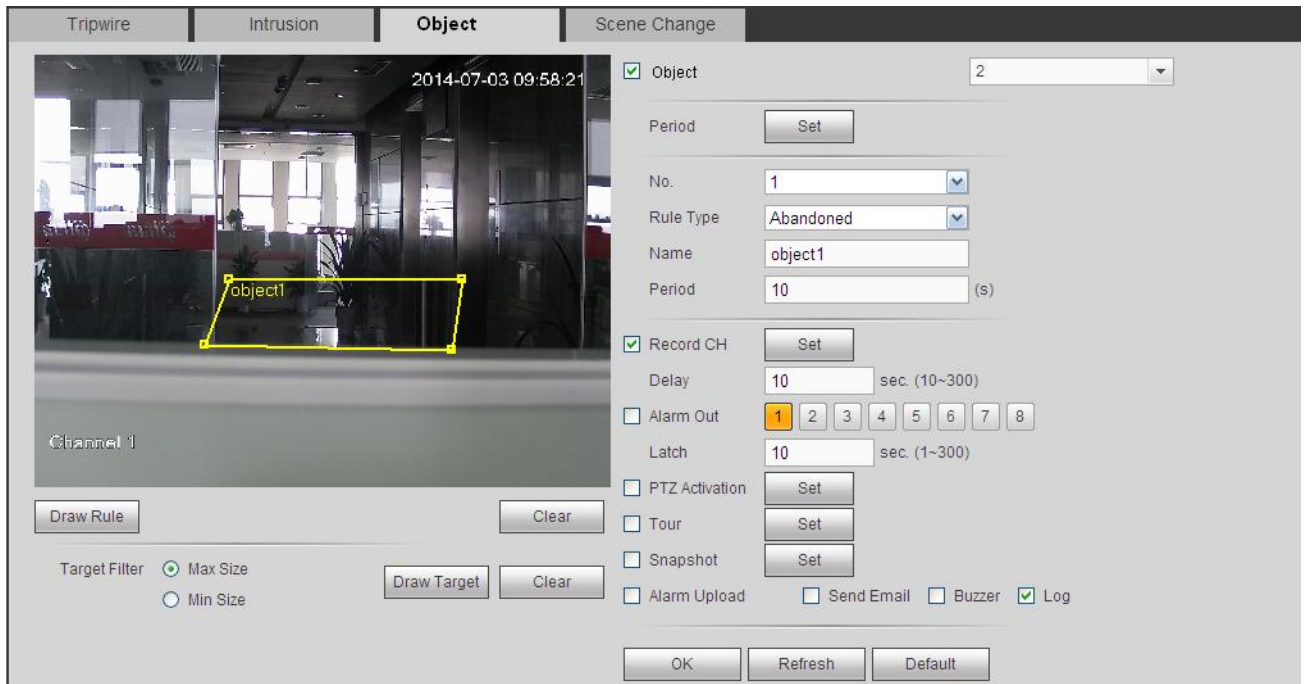 Tripwire
Intrusion
Object
Scene Change
2014-07-03 09:58:21
object1
Channel 1
Draw Rule
Clear
Target Filter
Max Size
Min Size
Draw Target
Clear
Object 2
Period Set
No. 1
Rule Type Abandoned
Name object1
Period 10 (s)
Record CH Set
Delay 10 sec. (10~300)
Alarm Out 1 2 3 4 5 6 7 8
Latch 10 sec. (1~300)
PTZ Activation Set
Tour Set
Snapshot Set
Alarm Upload Send Email Buzzer Log
OK Refresh Default